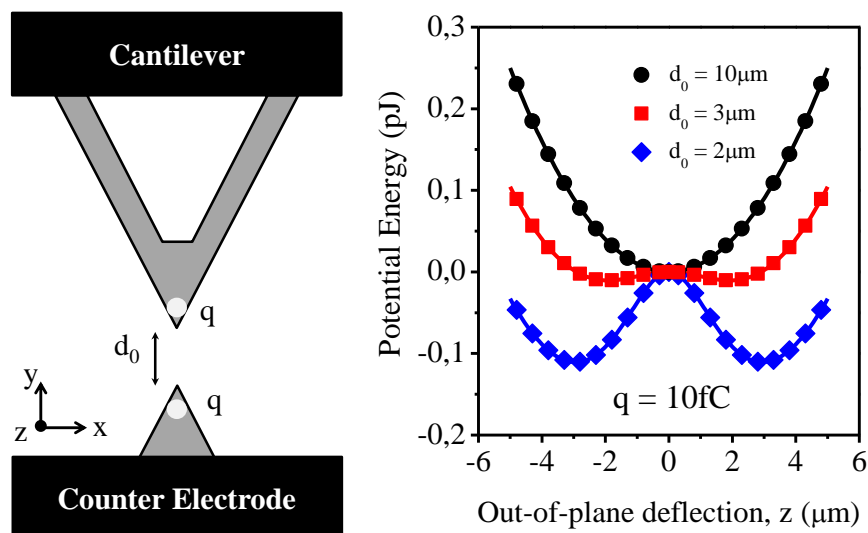 Cantilever
q
d0
q
y
z
x
Counter Electrode
0,3
0,2
0,1
0,0
-0,1
-0,2
Potential Energy (pJ)
d0 = 10μm
d0 = 3μm
d0 = 2μm
q = 10fC
-6 -4 -2 0 2 4 6
Out-of-plane deflection, z (μm)